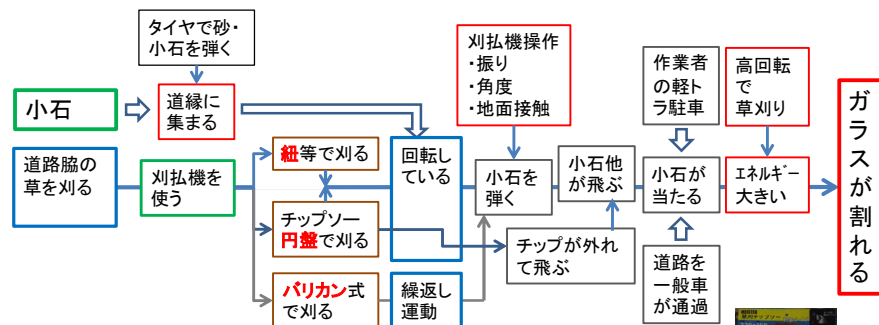 タイヤで砂・
小石を弾く
小石
道縁に
集まる
道路脇の
草を刈る
刈払機を
使う
紐等で刈る
チップソー
円盤で刈る
バリカン式
で刈る
回転し
ている
繰返し
運動
刈払機操作
・振り
・角度
・地面接触
小石を
弾く
チップが外れ
て飛ぶ
小石他
が飛ぶ
作業者
の軽ト
ラ駐車
小石が
当たる
道路を
一般車
が通過
高回転
で
草刈り
エネルギー
大きい
ガラスが割れる